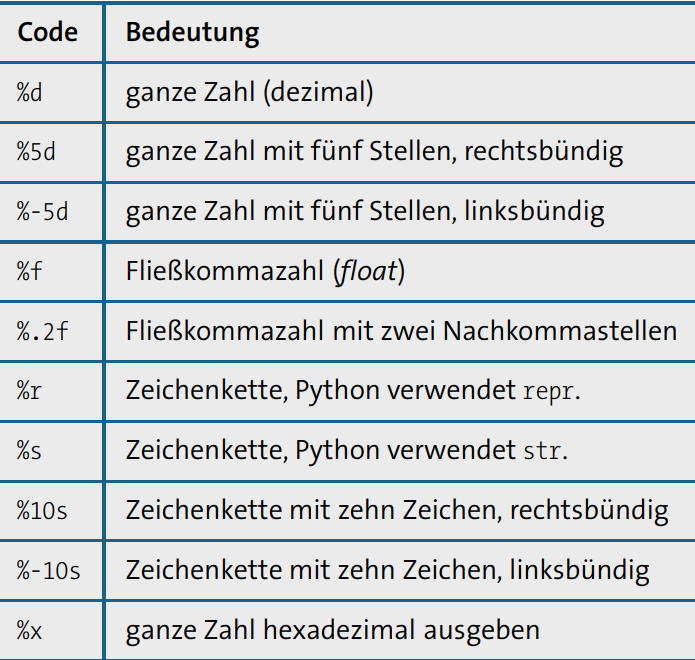 Code Bedeutung
%d ganze Zahl (dezimal)
%5d ganze Zahl mit fünf Stellen, rechtsbündig
%-5d ganze Zahl mit fünf Stellen, linksbündig
%f Fließkommazahl (float)
%.2f Fließkommazahl mit zwei Nachkommastellen
%r Zeichenkette, Python verwendet repr.
%s Zeichenkette, Python verwendet str.
%10s Zeichenkette mit zehn Zeichen, rechtsbündig
%-10s Zeichenkette mit zehn Zeichen, linksbündig
%x ganze Zahl hexadezimal ausgeben